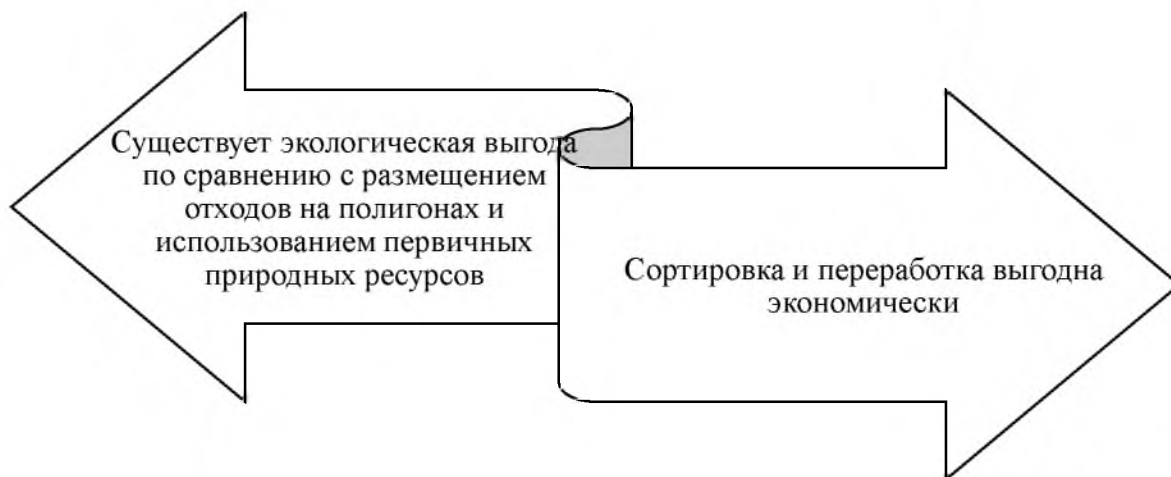 Существует экологическая выгода
по сравнению с размещением
отходов на полигонах и
использованием первичных
природных ресурсов
Сортировка и переработка выгодна
экономически